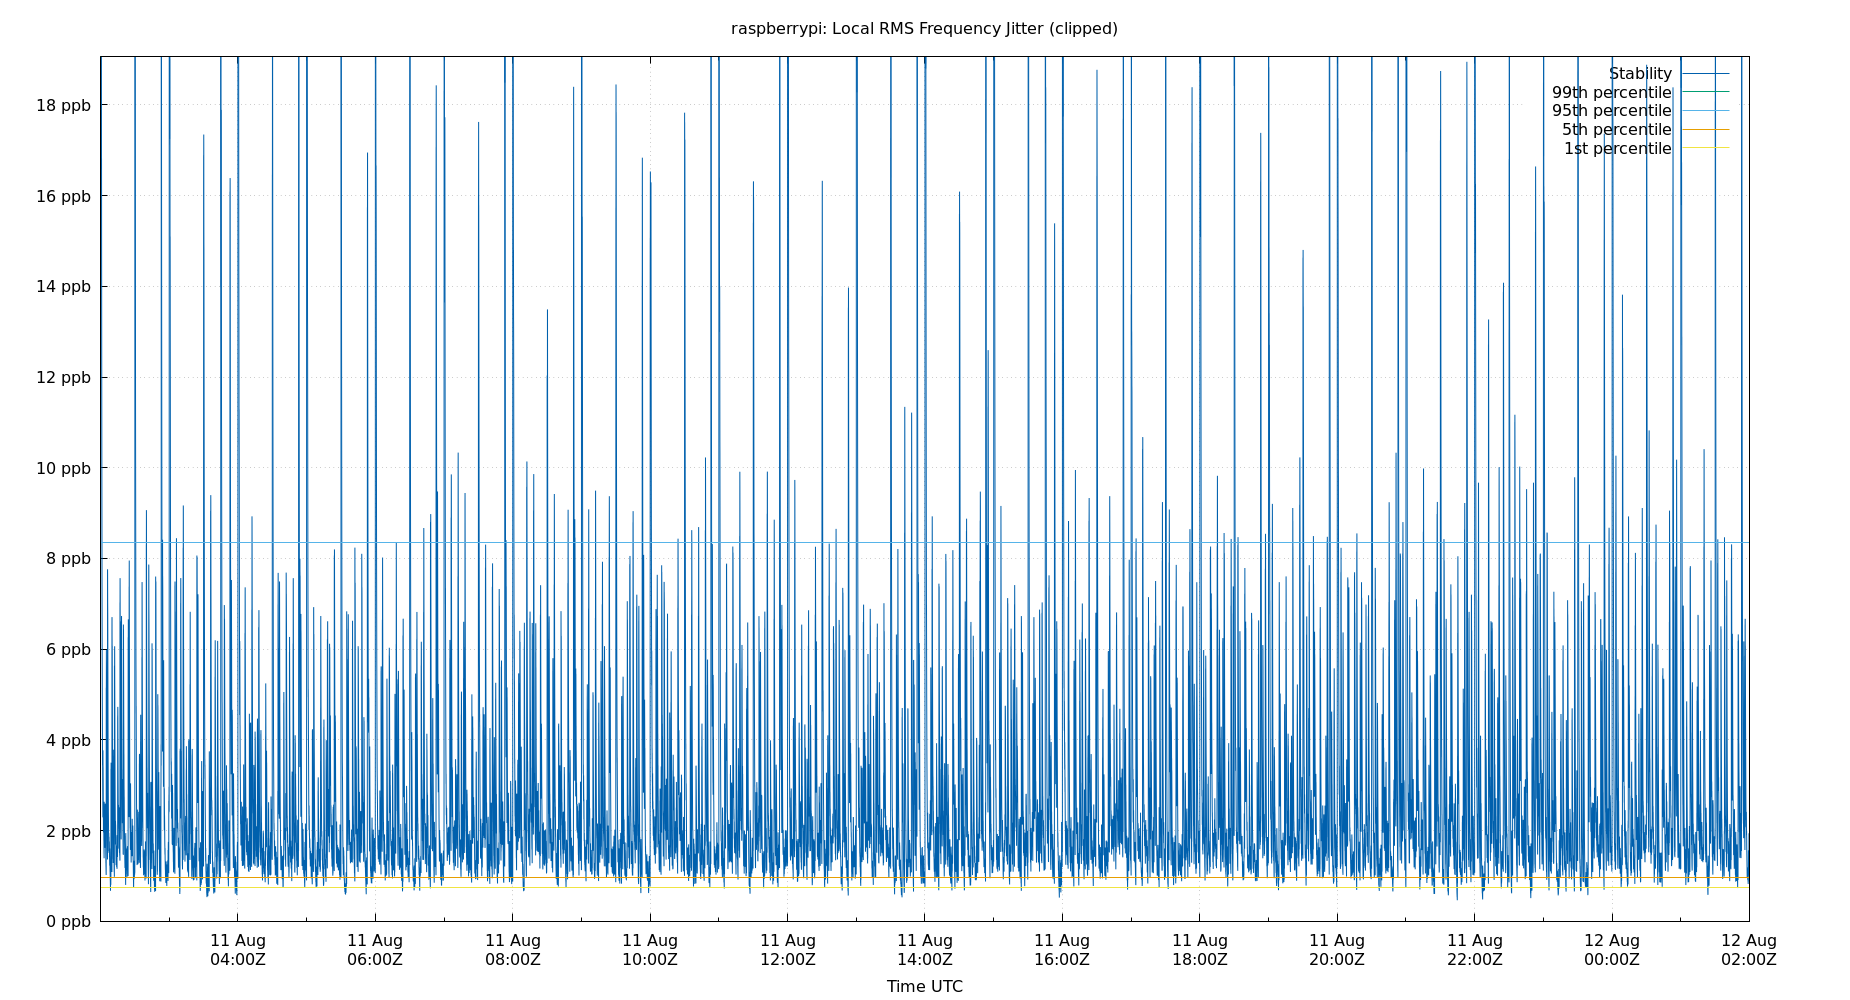 raspberrypi: Local RMS Frequency Jitter (clipped)
Stability
99th percentile
95th percentile
5th percentile
1st percentile
18 ppb
16 ppb
14 ppb
12 ppb
10 ppb
8 ppb
6 ppb
4 ppb
2 ppb
0 ppb
11 Aug 11 Aug 11 Aug 11 Aug 11 Aug 11 Aug 11 Aug 11 Aug 11 Aug 11 Aug 12 Aug 12 Aug
04:00Z 06:00Z 08:00Z 10:00Z 12:00Z 14:00Z 16:00Z 18:00Z 20:00Z 22:00Z 00:00Z 02:00Z
Time UTC